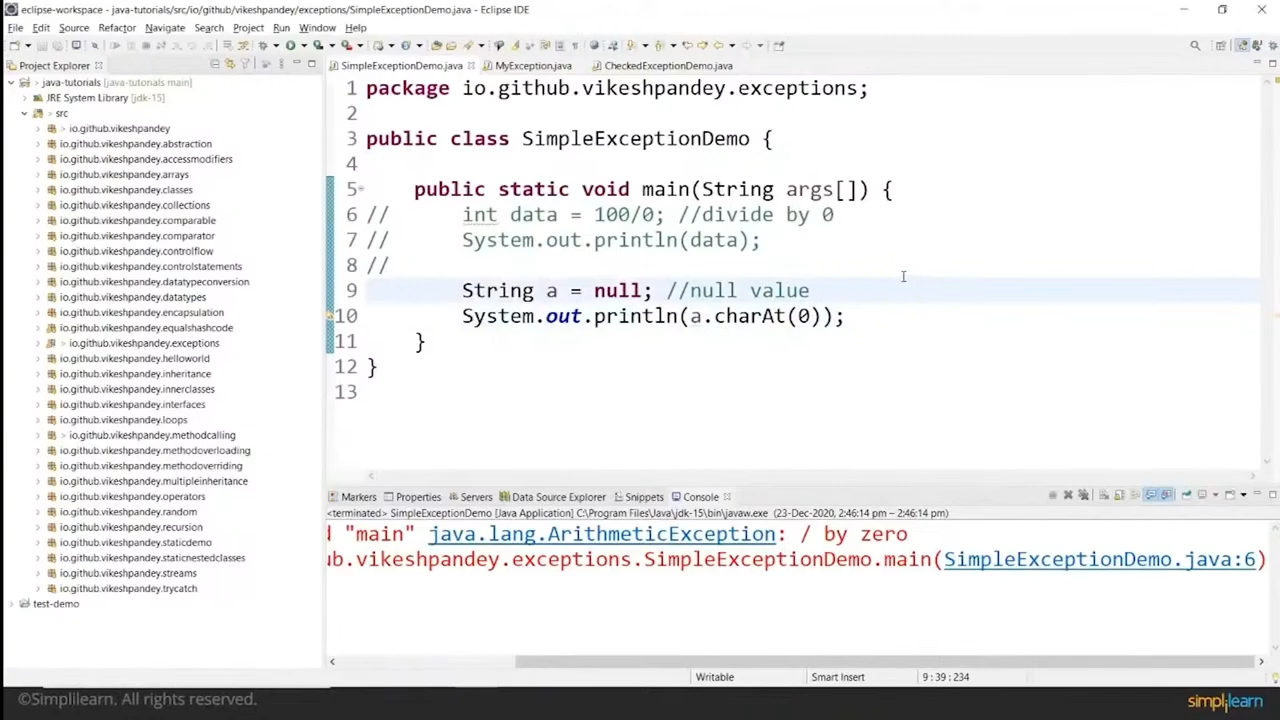 eclipse-workspace - java-tutorials/src/io/github/vikeshpandey/exceptions/SimpleExceptionDemo.java - Eclipse IDE
File Edit Source Refactor Navigate Search Project Run Window Help
Project Explorer
SimpleExceptionDemo.java MyException.java CheckedExceptionDemo.java
java-tutorials [java-tutorials main]
JRE System Library [jdk-15]
src
> io.github.vikeshpandey
io.github.vikeshpandey.abstraction
io.github.vikeshpandey.accessmodifiers
io.github.vikeshpandey.arrays
io.github.vikeshpandey.classes
io.github.vikeshpandey.collections
io.github.vikeshpandey.comparable
io.github.vikeshpandey.comparator
io.github.vikeshpandey.controlflow
io.github.vikeshpandey.controlstatements
io.github.vikeshpandey.datatypeconversion
io.github.vikeshpandey.datatypes
io.github.vikeshpandey.encapsulation
io.github.vikeshpandey.equalshashcode
> io.github.vikeshpandey.exceptions
io.github.vikeshpandey.helloworld
io.github.vikeshpandey.inheritance
io.github.vikeshpandey.innerclasses
io.github.vikeshpandey.interfaces
io.github.vikeshpandey.loops
> io.github.vikeshpandey.methodcalling
io.github.vikeshpandey.methodoverloading
io.github.vikeshpandey.methodoverriding
io.github.vikeshpandey.multipleinheritance
io.github.vikeshpandey.operators
io.github.vikeshpandey.random
io.github.vikeshpandey.recursion
io.github.vikeshpandey.staticdemo
io.github.vikeshpandey.staticnestedclasses
io.github.vikeshpandey.streams
io.github.vikeshpandey.trycatch
test-demo
1 package io.github.vikeshpandey.exceptions;
2
3 public class SimpleExceptionDemo {
4
5 public static void main(String args[]) {
6 // int data = 100/0; //divide by 0
7 // System.out.println(data);
8 //
9 String a = null; //null value
10 System.out.println(a.charAt(0));
11 }
12 }
13
Markers Properties Servers Data Source Explorer Snippets Console
<terminated> SimpleExceptionDemo [Java Application] C:\Program Files\Java\jdk-15\bin\javaw.exe (23-Dec-2020, 2:46:14 pm – 2:46:14 pm)
"main" java.lang.ArithmeticException: / by zero
b.vikeshpandey.exceptions.SimpleExceptionDemo.main(SimpleExceptionDemo.java:6)
Writable Smart Insert 9 : 39 : 234
©Simplilearn. All rights reserved.
simplilearn